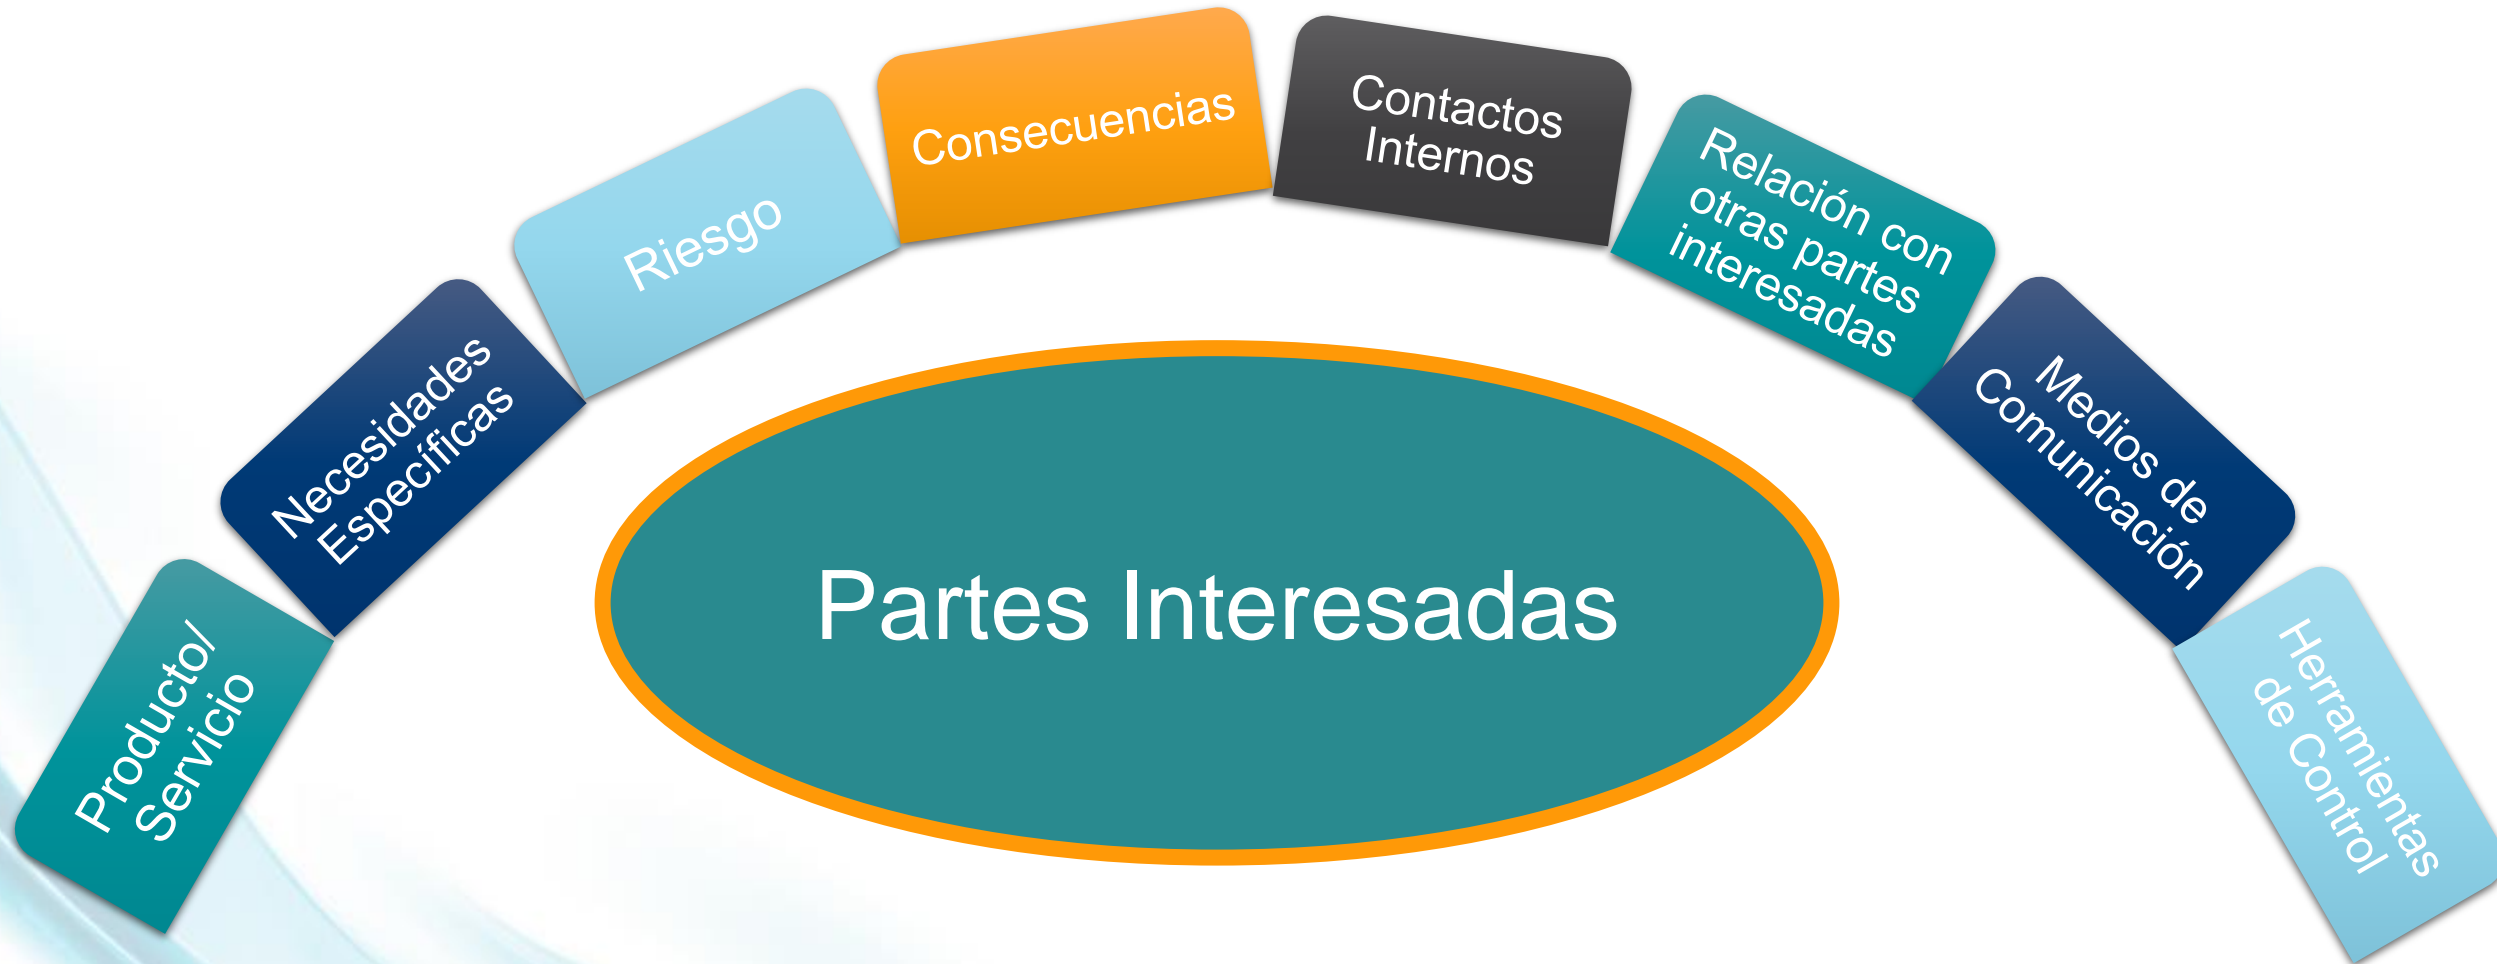 Producto/
Servicio
Necesidades
Específicas
Riesgo
Consecuencias
Contactos
Internos
Relación con
otras partes
interesadas
Medios de
Comunicación
Herramientas
de Control
Partes Interesadas